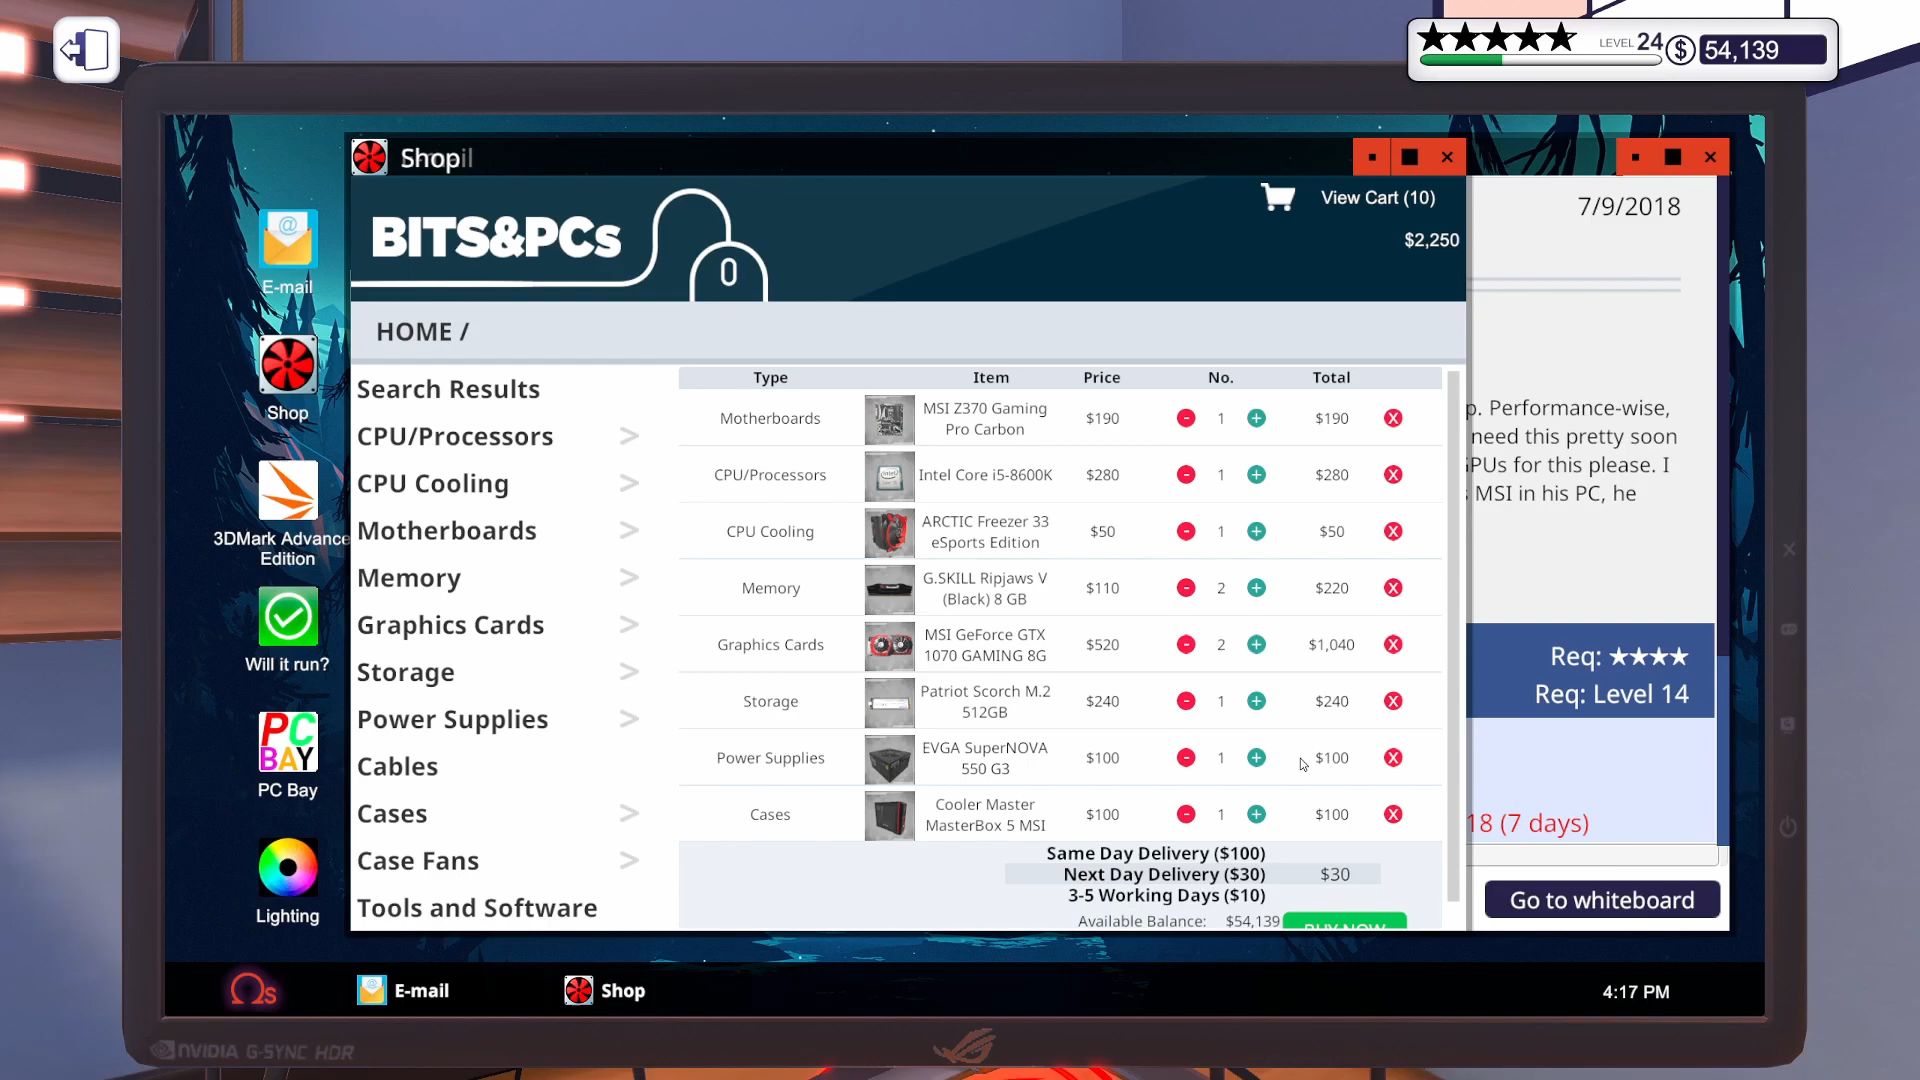 LEVEL 24 $ 54,139
Shop
View Cart (10)
$2,250
BITS&PCs
HOME /
Search Results
CPU/Processors >
CPU Cooling >
Motherboards >
Memory >
Graphics Cards >
Storage >
Power Supplies >
Cables
Cases >
Case Fans >
Tools and Software
Type Item Price No. Total
Motherboards MSI Z370 Gaming Pro Carbon $190 - 1 + $190 X
CPU/Processors Intel Core i5-8600K $280 - 1 + $280 X
CPU Cooling ARCTIC Freezer 33 eSports Edition $50 - 1 + $50 X
Memory G.SKILL Ripjaws V (Black) 8 GB $110 - 2 + $220 X
Graphics Cards MSI GeForce GTX 1070 GAMING 8G $520 - 2 + $1,040 X
Storage Patriot Scorch M.2 512GB $240 - 1 + $240 X
Power Supplies EVGA SuperNOVA 550 G3 $100 - 1 + $100 X
Cases Cooler Master MasterBox 5 MSI $100 - 1 + $100 X
Same Day Delivery ($100)
Next Day Delivery ($30) $30
3-5 Working Days ($10)
Available Balance: $54,139 BUY NOW
7/9/2018
p. Performance-wise,
need this pretty soon
GPUs for this please. I
s MSI in his PC, he
Req: ★★★★
Req: Level 14
18 (7 days)
Go to whiteboard
E-mail
Shop
3DMark Advance
Edition
Will it run?
PC
BAY
PC Bay
Lighting
Ωs
E-mail
Shop
4:17 PM
NVIDIA G-SYNC HDR